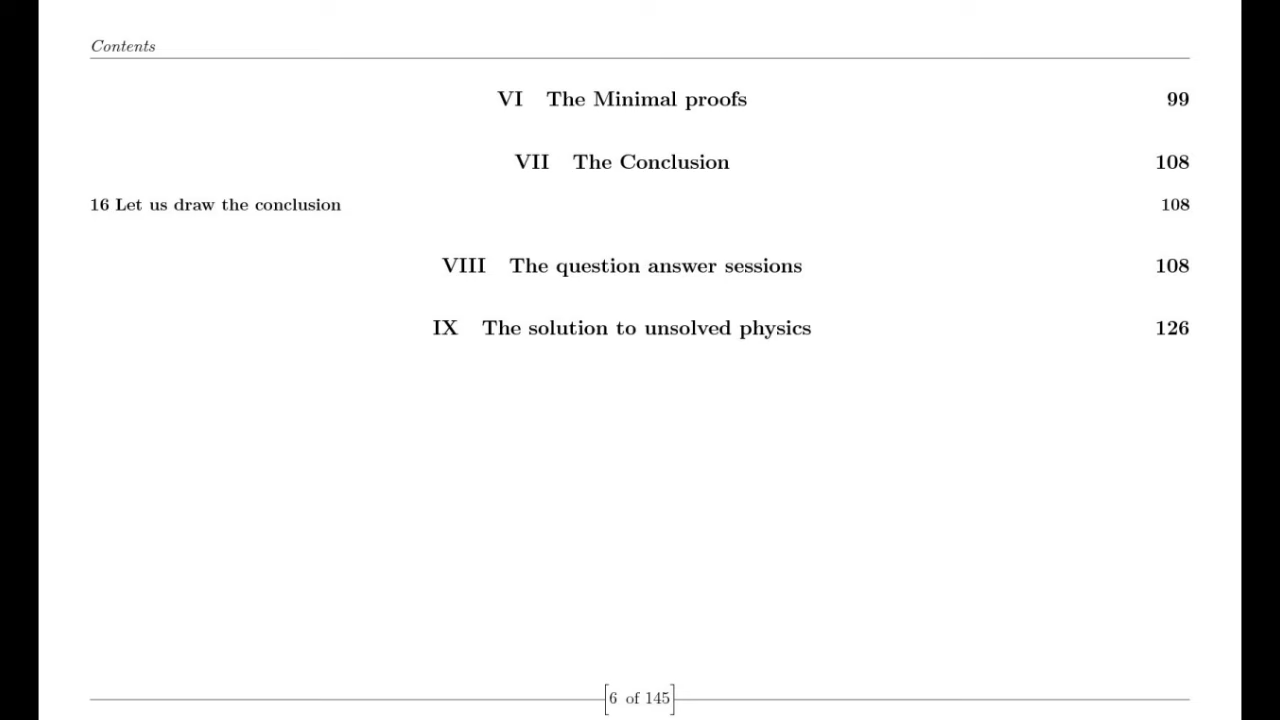 Contents
VI The Minimal proofs 99
VII The Conclusion 108
16 Let us draw the conclusion 108
VIII The question answer sessions 108
IX The solution to unsolved physics 126
[6 of 145]